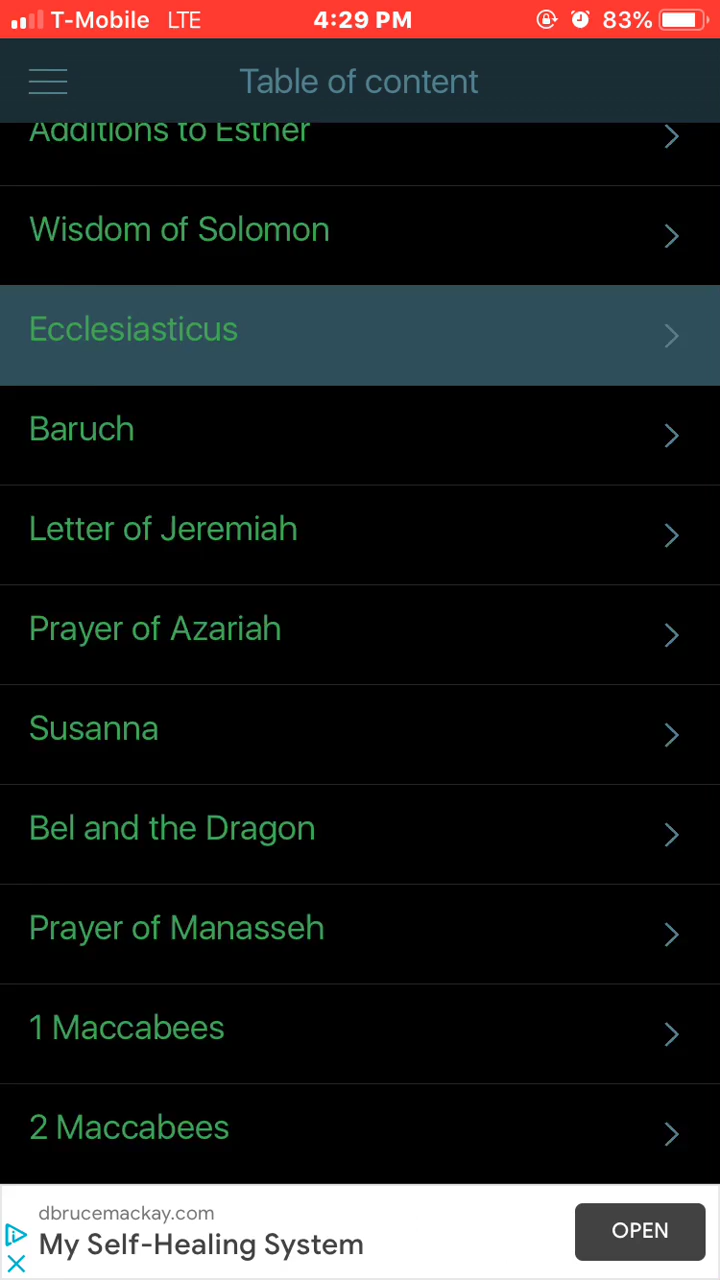 T-Mobile LTE 4:29 PM 83%
Table of content
Additions to Esther
Wisdom of Solomon
Ecclesiasticus
Baruch
Letter of Jeremiah
Prayer of Azariah
Susanna
Bel and the Dragon
Prayer of Manasseh
1 Maccabees
2 Maccabees
dbrucemackay.com
My Self-Healing System
OPEN